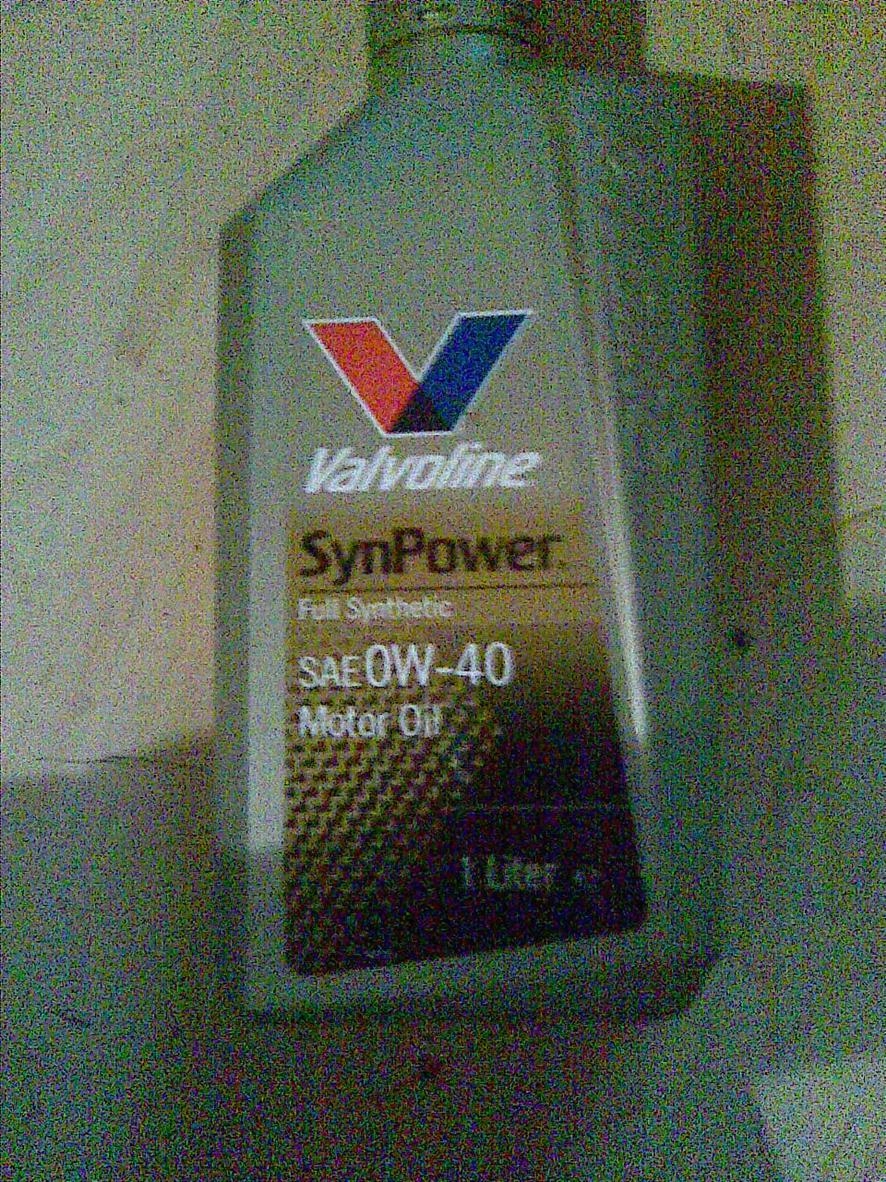 Valvoline
SynPower
Full Synthetic
SAE 0W-40
Motor Oil
1 Liter